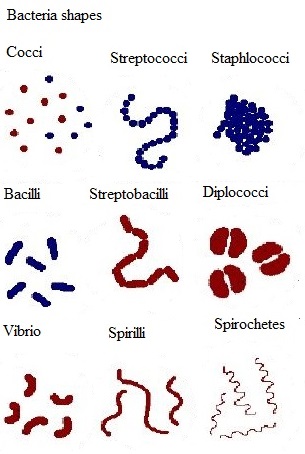 Bacteria shapes
Cocci
Streptococci
Staphlococci
Bacilli
Streptobacilli
Diplococci
Vibrio
Spirilli
Spirochetes